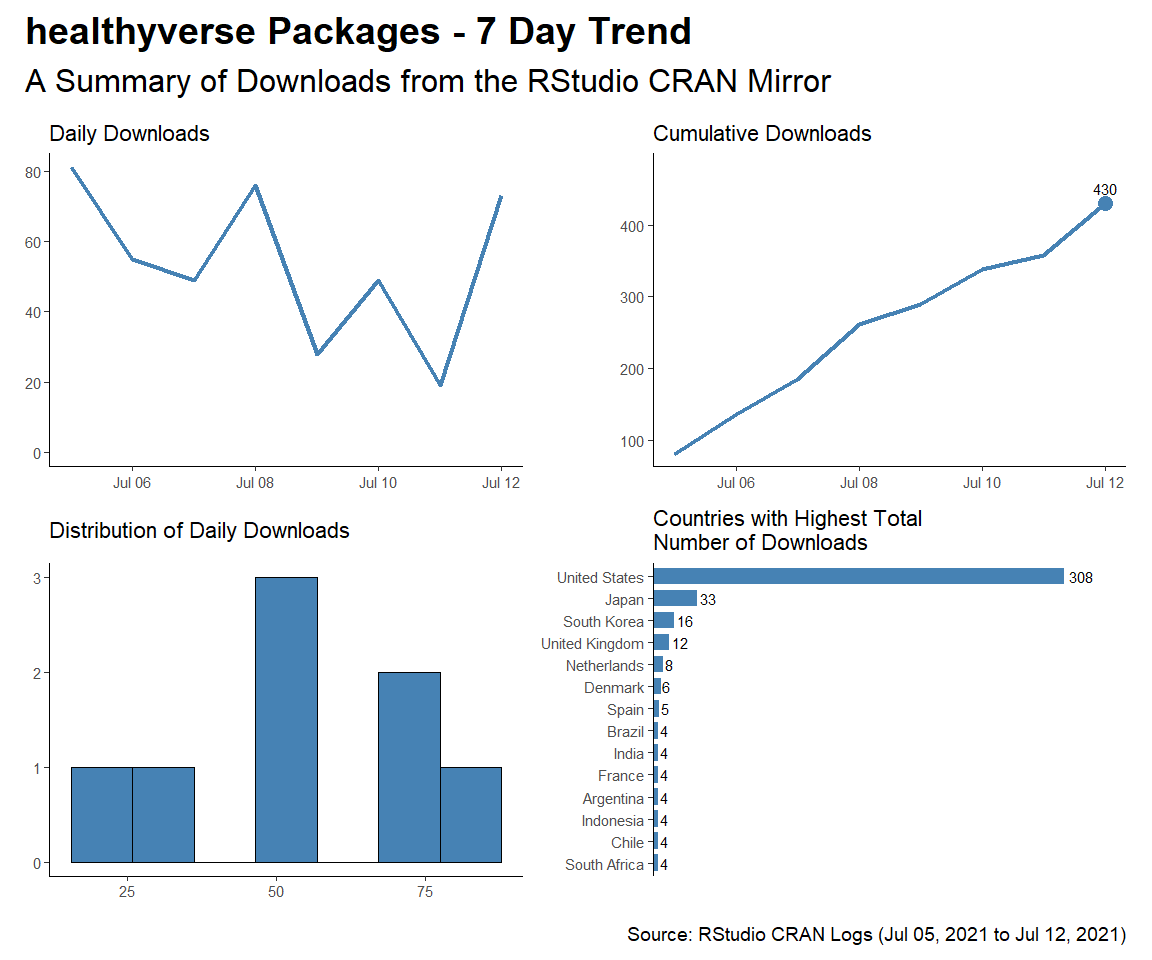 healthyverse Packages - 7 Day Trend
A Summary of Downloads from the RStudio CRAN Mirror
Daily Downloads
80
60
40
20
0
Jul 06 Jul 08 Jul 10 Jul 12
Cumulative Downloads
430
400
300
200
100
Jul 06 Jul 08 Jul 10 Jul 12
Distribution of Daily Downloads
3
2
1
0
25 50 75
Countries with Highest Total
Number of Downloads
United States 308
Japan 33
South Korea 16
United Kingdom 12
Netherlands 8
Denmark 6
Spain 5
Brazil 4
India 4
France 4
Argentina 4
Indonesia 4
Chile 4
South Africa 4
Source: RStudio CRAN Logs (Jul 05, 2021 to Jul 12, 2021)